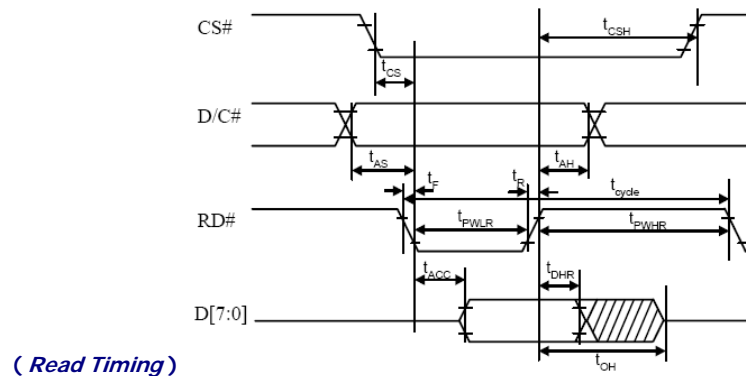 CS#
tCSH
tCS
D/C#
tAS
tAH
tF
tR
tcycle
RD#
tPWLR
tPWHR
tACC
tDHR
D[7:0]
tOH
( Read Timing )